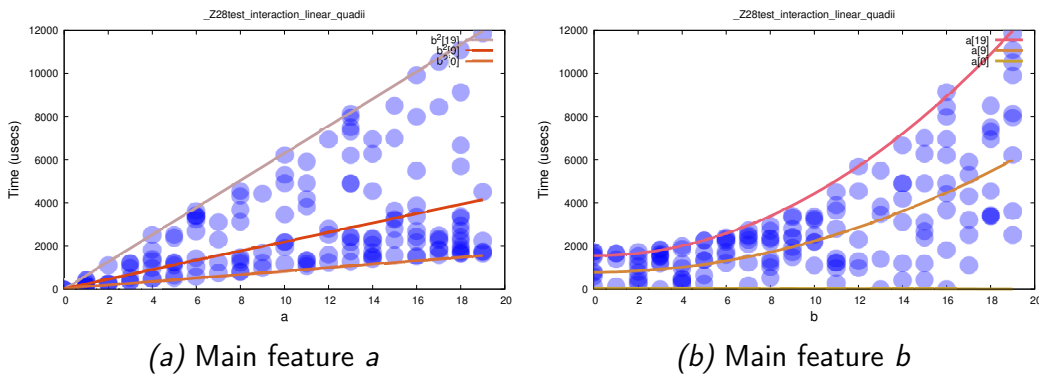 _Z28test_interaction_linear_quadii
12000
10000
8000
6000
4000
2000
0
Time (usecs)
b²[19]
b²[9]
b²[0]
0 2 4 6 8 10 12 14 16 18 20
a
(a) Main feature a
_Z28test_interaction_linear_quadii
12000
10000
8000
6000
4000
2000
0
Time (usecs)
a[19]
a[9]
a[0]
0 2 4 6 8 10 12 14 16 18 20
b
(b) Main feature b